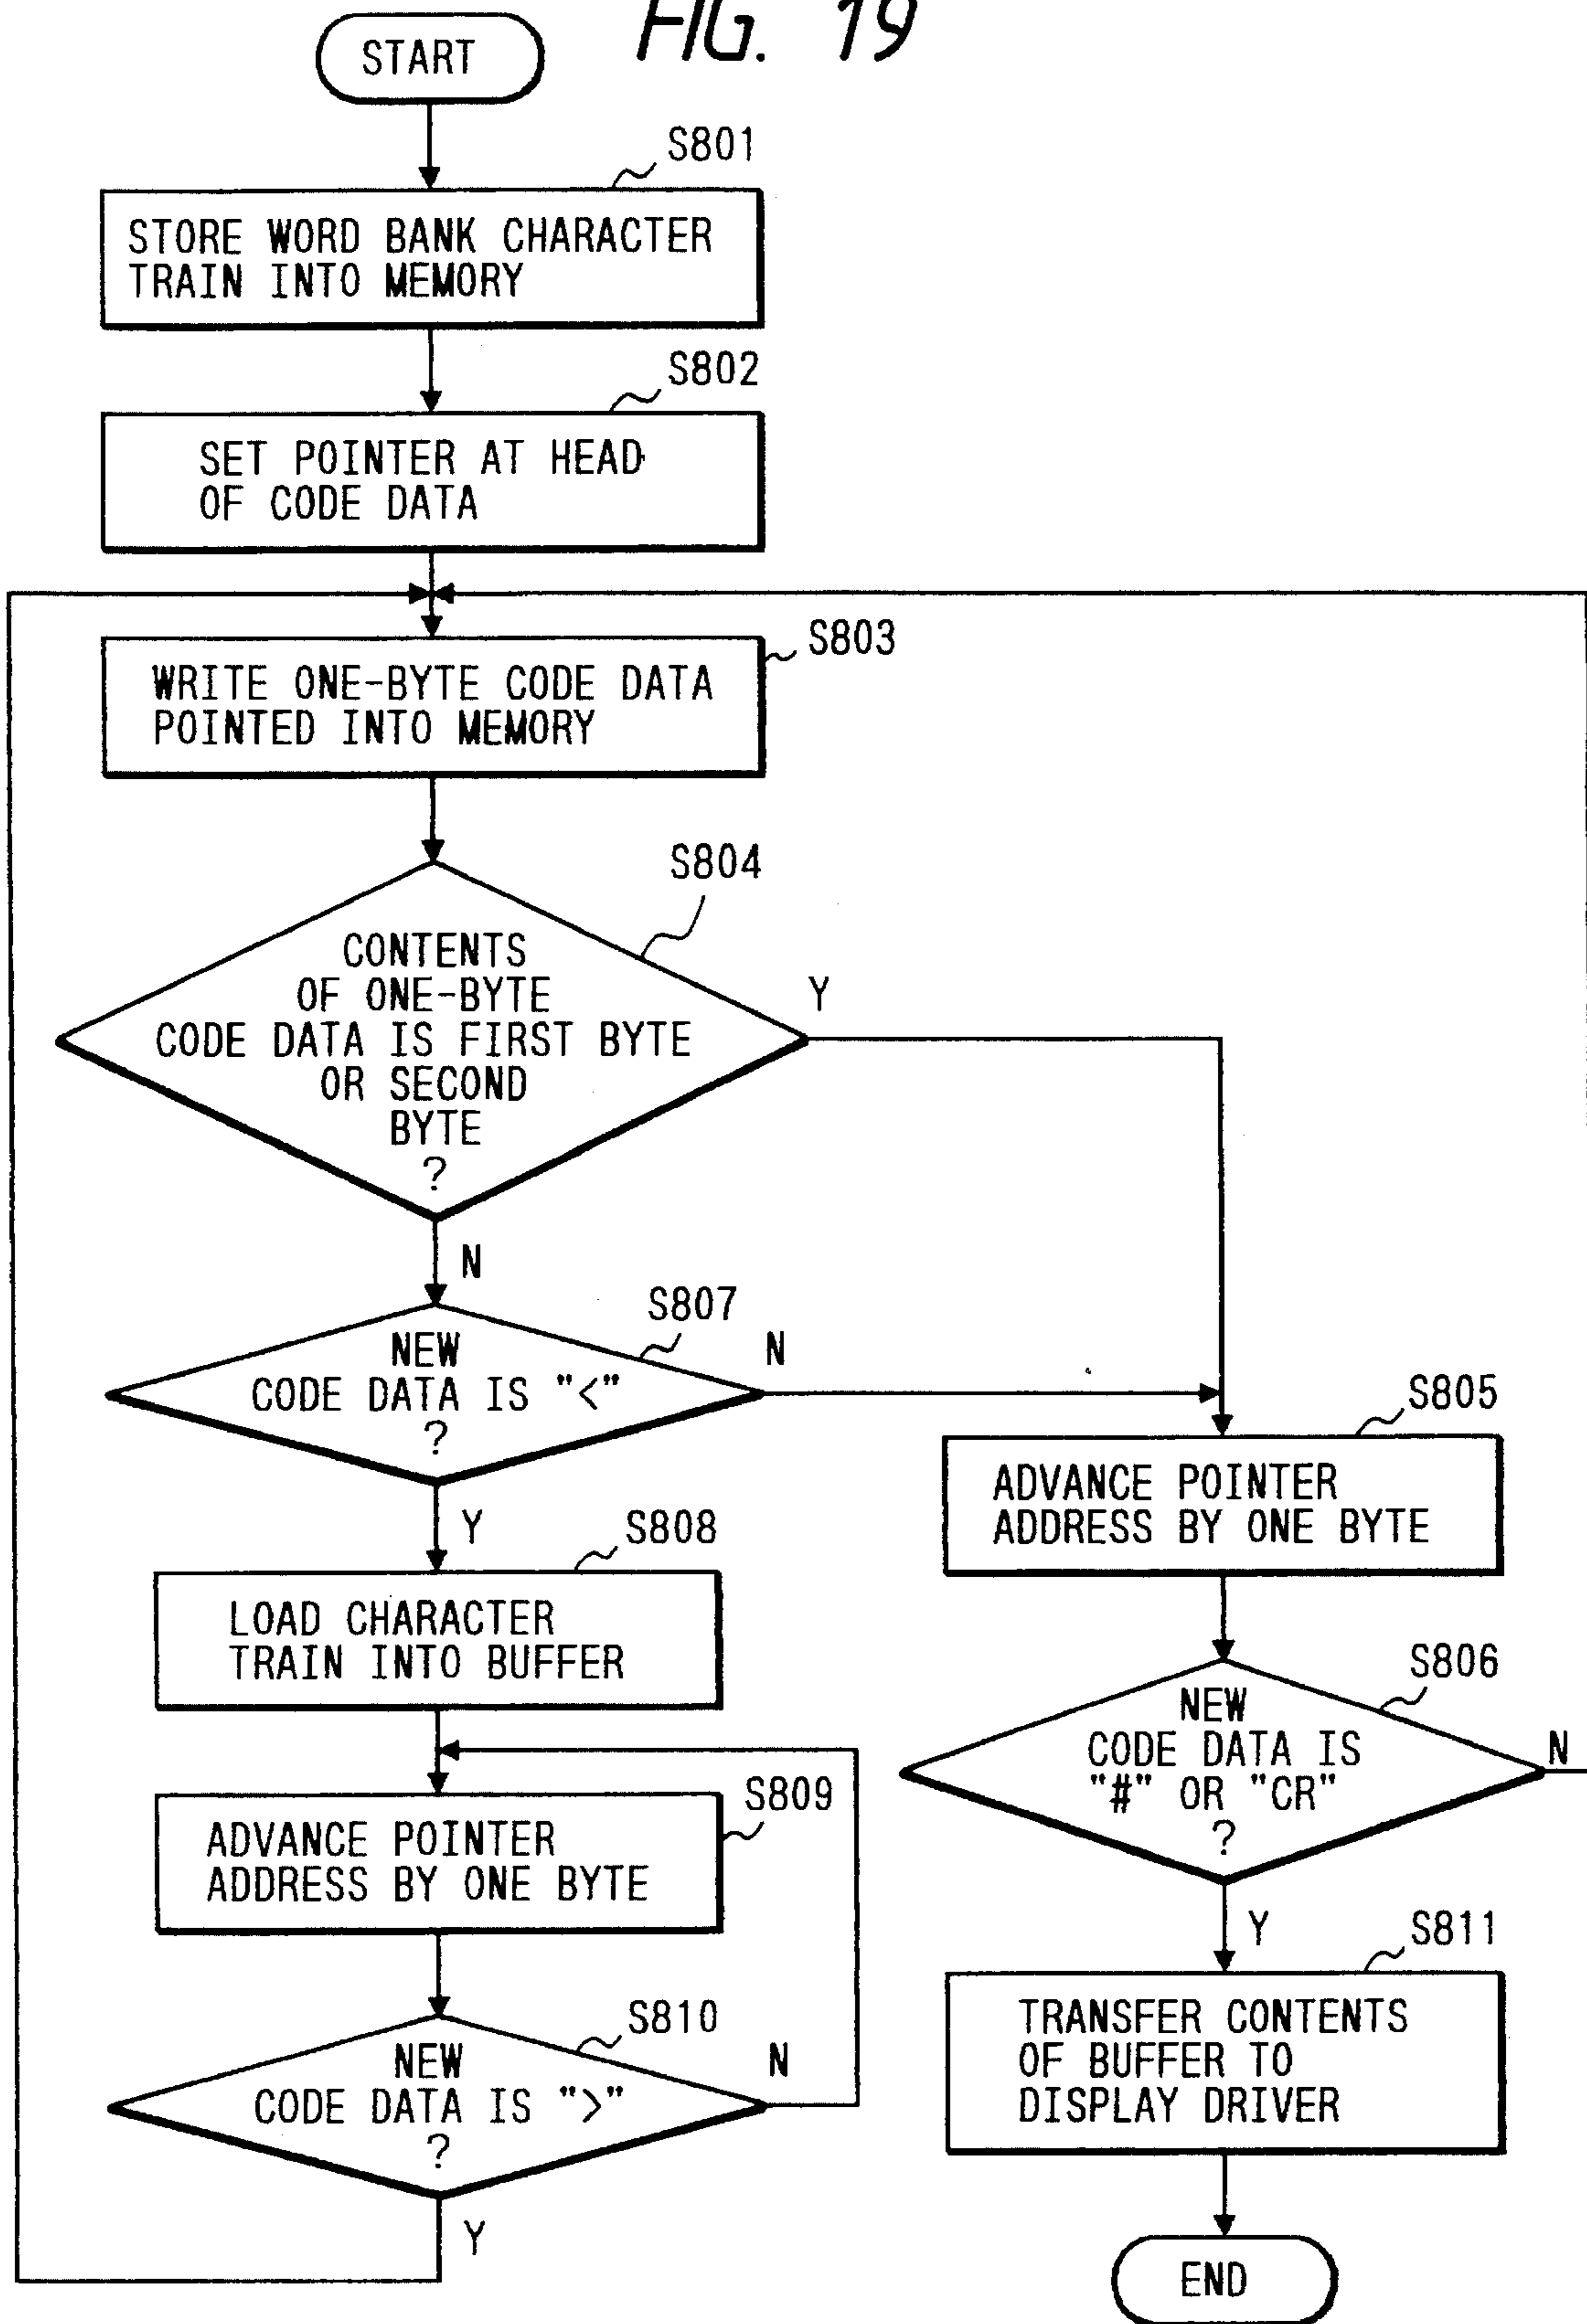 FIG. 19
START
S801
STORE WORD BANK CHARACTER
TRAIN INTO MEMORY
S802
SET POINTER AT HEAD
OF CODE DATA
S803
WRITE ONE-BYTE CODE DATA
POINTED INTO MEMORY
S804
CONTENTS
OF ONE-BYTE
CODE DATA IS FIRST BYTE
OR SECOND
BYTE
?
Y
N
S807
NEW
CODE DATA IS "<"
?
N
Y
S808
LOAD CHARACTER
TRAIN INTO BUFFER
S809
ADVANCE POINTER
ADDRESS BY ONE BYTE
S810
NEW
CODE DATA IS ">"
?
N
Y
S805
ADVANCE POINTER
ADDRESS BY ONE BYTE
S806
NEW
CODE DATA IS
"#" OR "CR"
?
N
Y
S811
TRANSFER CONTENTS
OF BUFFER TO
DISPLAY DRIVER
END